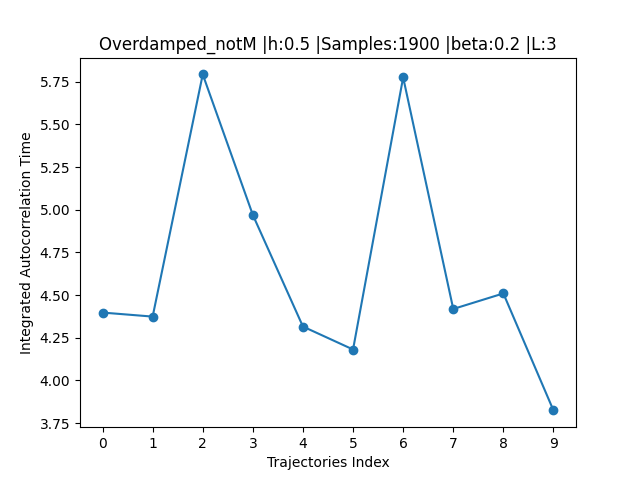 Overdamped_notM |h:0.5 |Samples:1900 |beta:0.2 |L:3
Integrated Autocorrelation Time
5.75
5.50
5.25
5.00
4.75
4.50
4.25
4.00
3.75
0 1 2 3 4 5 6 7 8 9
Trajectories Index